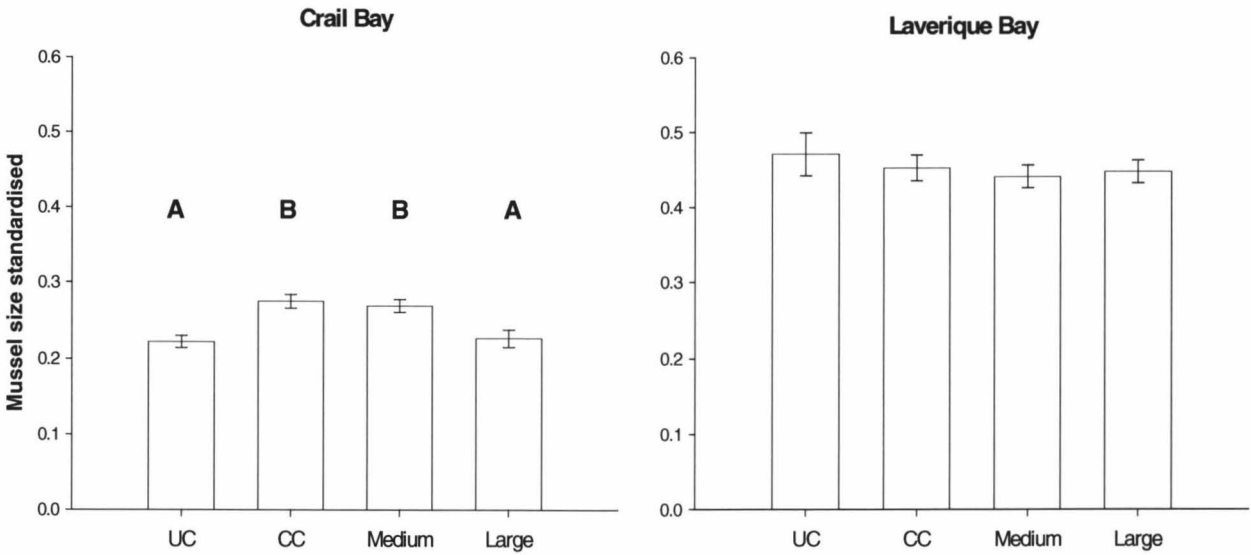 Crail Bay
Mussel size standardised
0.6
0.5
0.4
0.3
0.2
0.1
0.0
A B B A
UC CC Medium Large
Laverique Bay
0.6
0.5
0.4
0.3
0.2
0.1
0.0
UC CC Medium Large